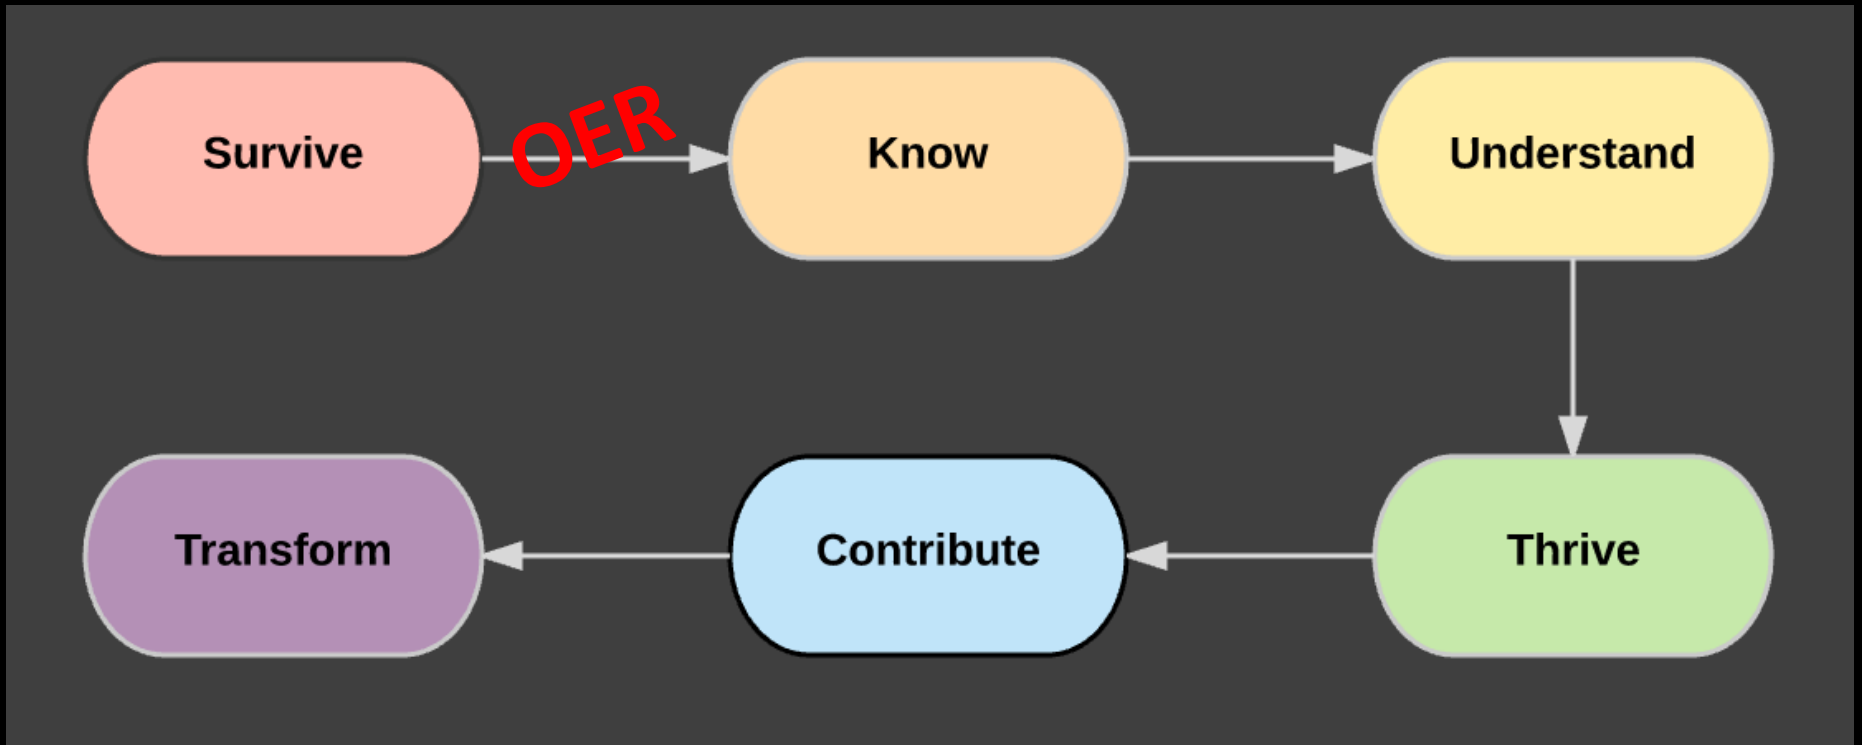 Survive
OER
Know
Understand
Thrive
Contribute
Transform